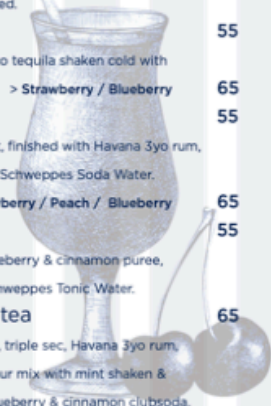 ed.
55
o tequila shaken cold with
> Strawberry / Blueberry 65
55
, finished with Havana 3yo rum,
Schweppes Soda Water.
berry / Peach / Blueberry 65
55
eberry & cinnamon puree,
hweppes Tonic Water.
tea 65
, triple sec, Havana 3yo rum,
ur mix with mint shaken &
ueberry & cinnamon clubsoda.